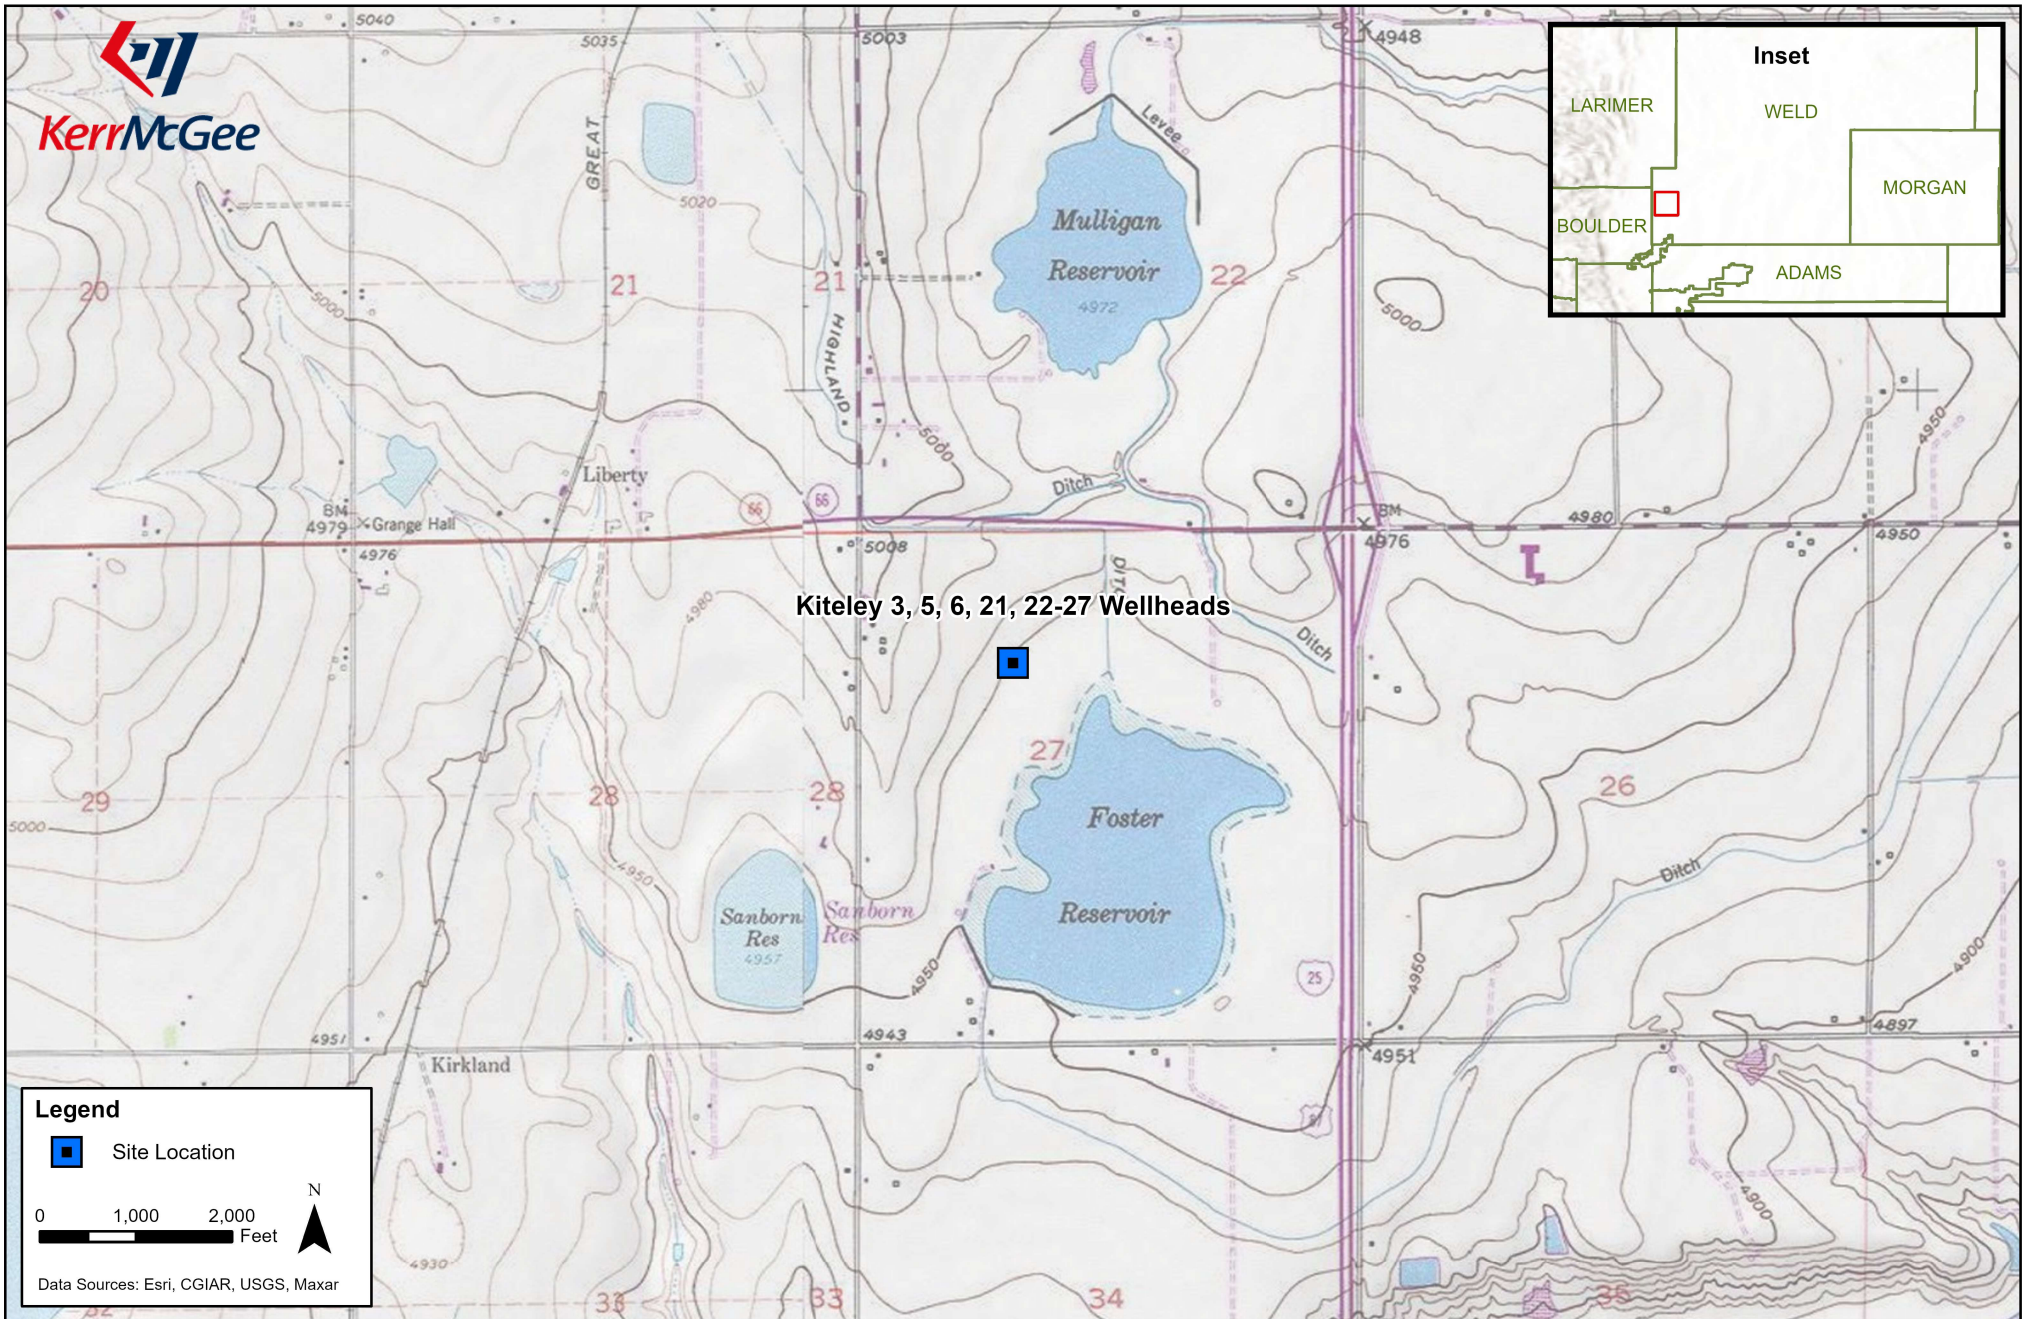 5040
5035
5003
4948
KerrMcGee
GREAT
Levee
5020
Mulligan
Reservoir
4972
20
21
21
22
5000
5000
HIGHLAND
5000
4950
Inset
LARIMER
WELD
MORGAN
BOULDER
ADAMS
Liberty
Ditch
BM
4979
Grange Hall
4976
66
66
5008
BM
4976
4980
4950
4980
Kiteley 3, 5, 6, 21, 22-27 Wellheads
Ditch
27
29
28
28
26
5000
4950
Foster
Reservoir
Ditch
Sanborn
Res
4957
Sanborn
Res
4950
25
4950
4900
4951
4943
4951
4897
Kirkland
4900
4930
33
33
34
35
Legend
Site Location
0 1,000 2,000
Feet
N
Data Sources: Esri, CGIAR, USGS, Maxar